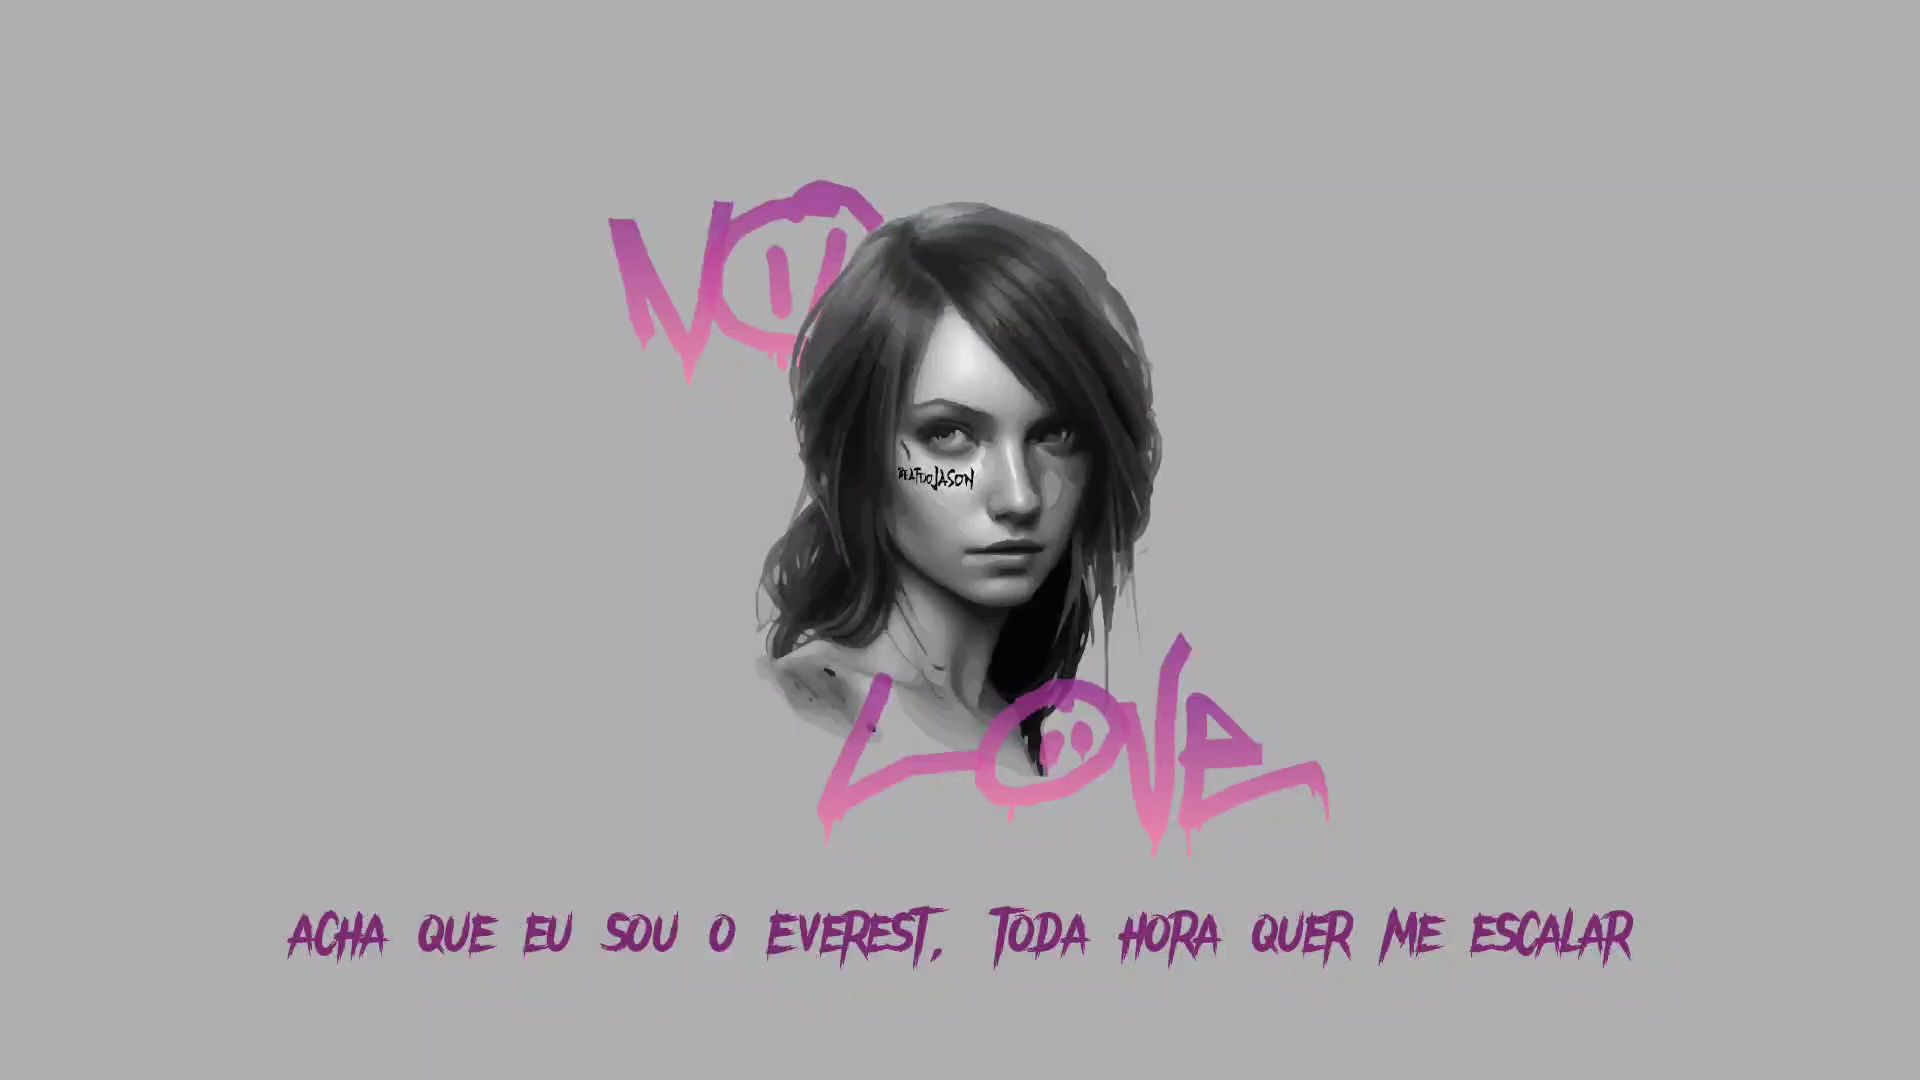 NO
BEATDOJASON
LOVE
ACHA QUE EU SOU O EVEREST, TODA HORA QUER ME ESCALAR